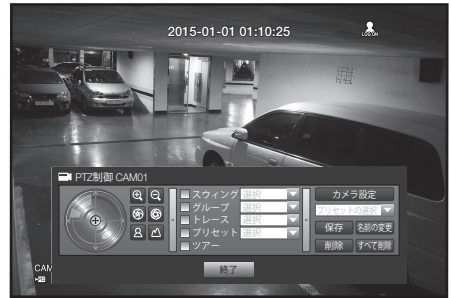 2015-01-01 01:10:25
LOG ON
PTZ制御 CAM01
スウィング 選択
グループ 選択
トレース 選択
プリセット 選択
ツアー
カメラ設定
プリセットの選択
保存 名前の変更
削除 すべて削除
CAM
終了